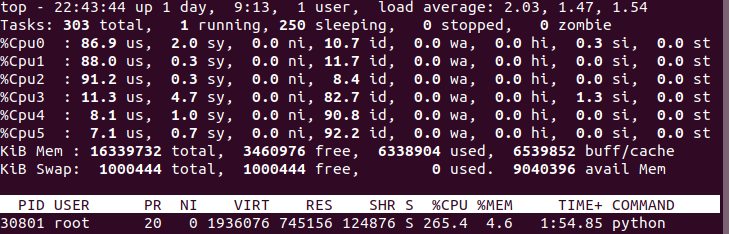 top - 22:43:44 up 1 day,  9:13,  1 user,  load average: 2.03, 1.47, 1.54
Tasks: 303 total,   1 running, 250 sleeping,   0 stopped,   0 zombie
%Cpu0  : 86.9 us,  2.0 sy,  0.0 ni, 10.7 id,  0.0 wa,  0.0 hi,  0.3 si,  0.0 st
%Cpu1  : 88.0 us,  0.3 sy,  0.0 ni, 11.7 id,  0.0 wa,  0.0 hi,  0.0 si,  0.0 st
%Cpu2  : 91.2 us,  0.3 sy,  0.0 ni,  8.4 id,  0.0 wa,  0.0 hi,  0.0 si,  0.0 st
%Cpu3  : 11.3 us,  4.7 sy,  0.0 ni, 82.7 id,  0.0 wa,  0.0 hi,  1.3 si,  0.0 st
%Cpu4  :  8.1 us,  1.0 sy,  0.0 ni, 90.8 id,  0.0 wa,  0.0 hi,  0.0 si,  0.0 st
%Cpu5  :  7.1 us,  0.7 sy,  0.0 ni, 92.2 id,  0.0 wa,  0.0 hi,  0.0 si,  0.0 st
KiB Mem : 16339732 total,  3460976 free,  6338904 used,  6539852 buff/cache
KiB Swap:  1000444 total,  1000444 free,        0 used.  9040396 avail Mem
PID USER      PR  NI    VIRT    RES    SHR S  %CPU %MEM     TIME+ COMMAND
30801 root      20   0 1936076 745156 124876 S 265.4  4.6   1:54.85 python